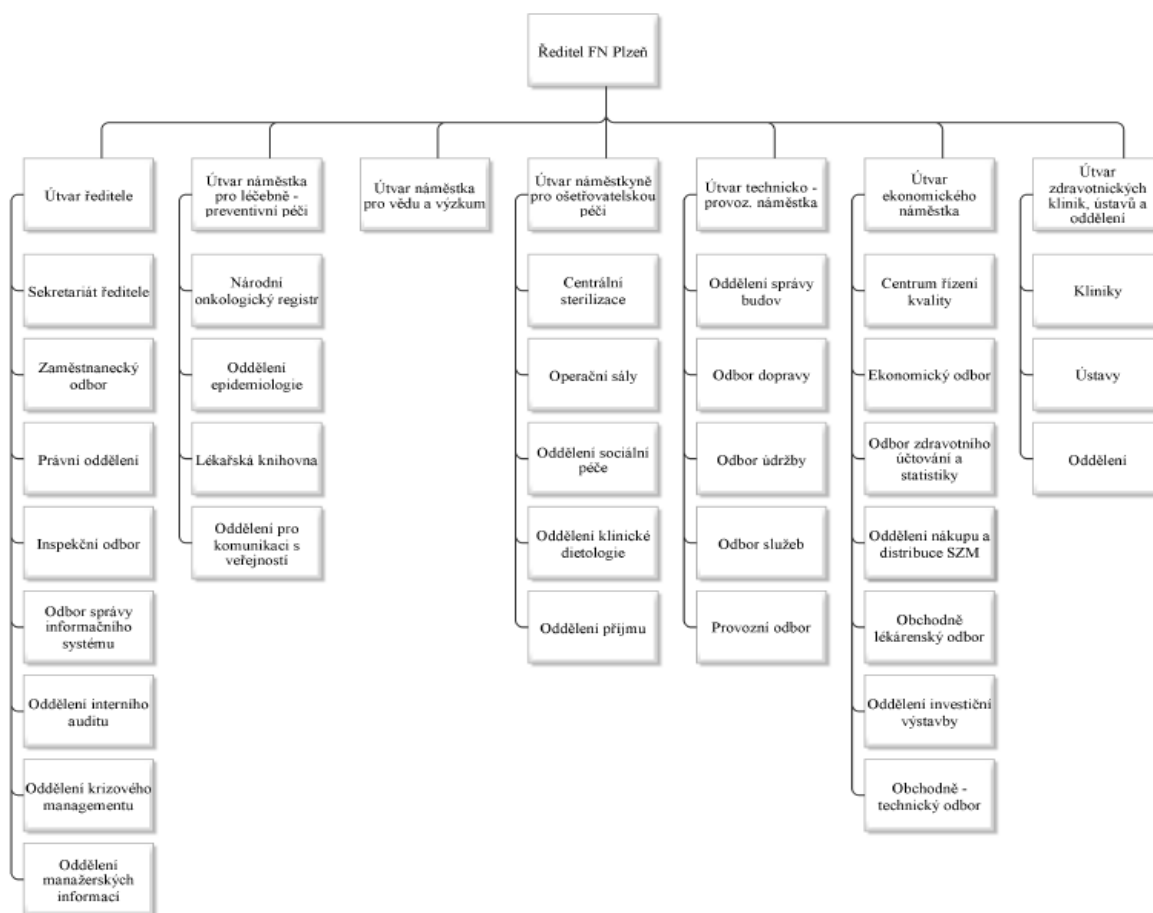 Ředitel FN Plzeň
Útvar ředitele
Sekretariát ředitele
Zaměstnanecký
odbor
Právní oddělení
Inspekční odbor
Odbor správy
informačního
systému
Oddělení interního
auditu
Oddělení krizového
managementu
Oddělení
manažerských
informací
Útvar náměstka
pro léčebně -
preventivní péči
Národní
onkologický registr
Oddělení
epidemiologie
Lékařská knihovna
Oddělení pro
komunikaci s
veřejností
Útvar náměstka
pro vědu a výzkum
Útvar náměstkyně
pro ošetřovatelskou
péči
Centrální
sterilizace
Operační sály
Oddělení sociální
péče
Oddělení klinické
dietologie
Oddělení příjmu
Útvar technicko -
provoz. náměstka
Oddělení správy
budov
Odbor dopravy
Odbor údržby
Odbor služeb
Provozní odbor
Útvar
ekonomického
náměstka
Centrum řízení
kvality
Ekonomický odbor
Odbor zdravotního
účtování a
statistiky
Oddělení nákupu a
distribuce SZM
Obchodně
lékárenský odbor
Oddělení investiční
výstavby
Obchodně -
technický odbor
Útvar
zdravotnických
klinik, ústavů a
oddělení
Kliniky
Ústavy
Oddělení